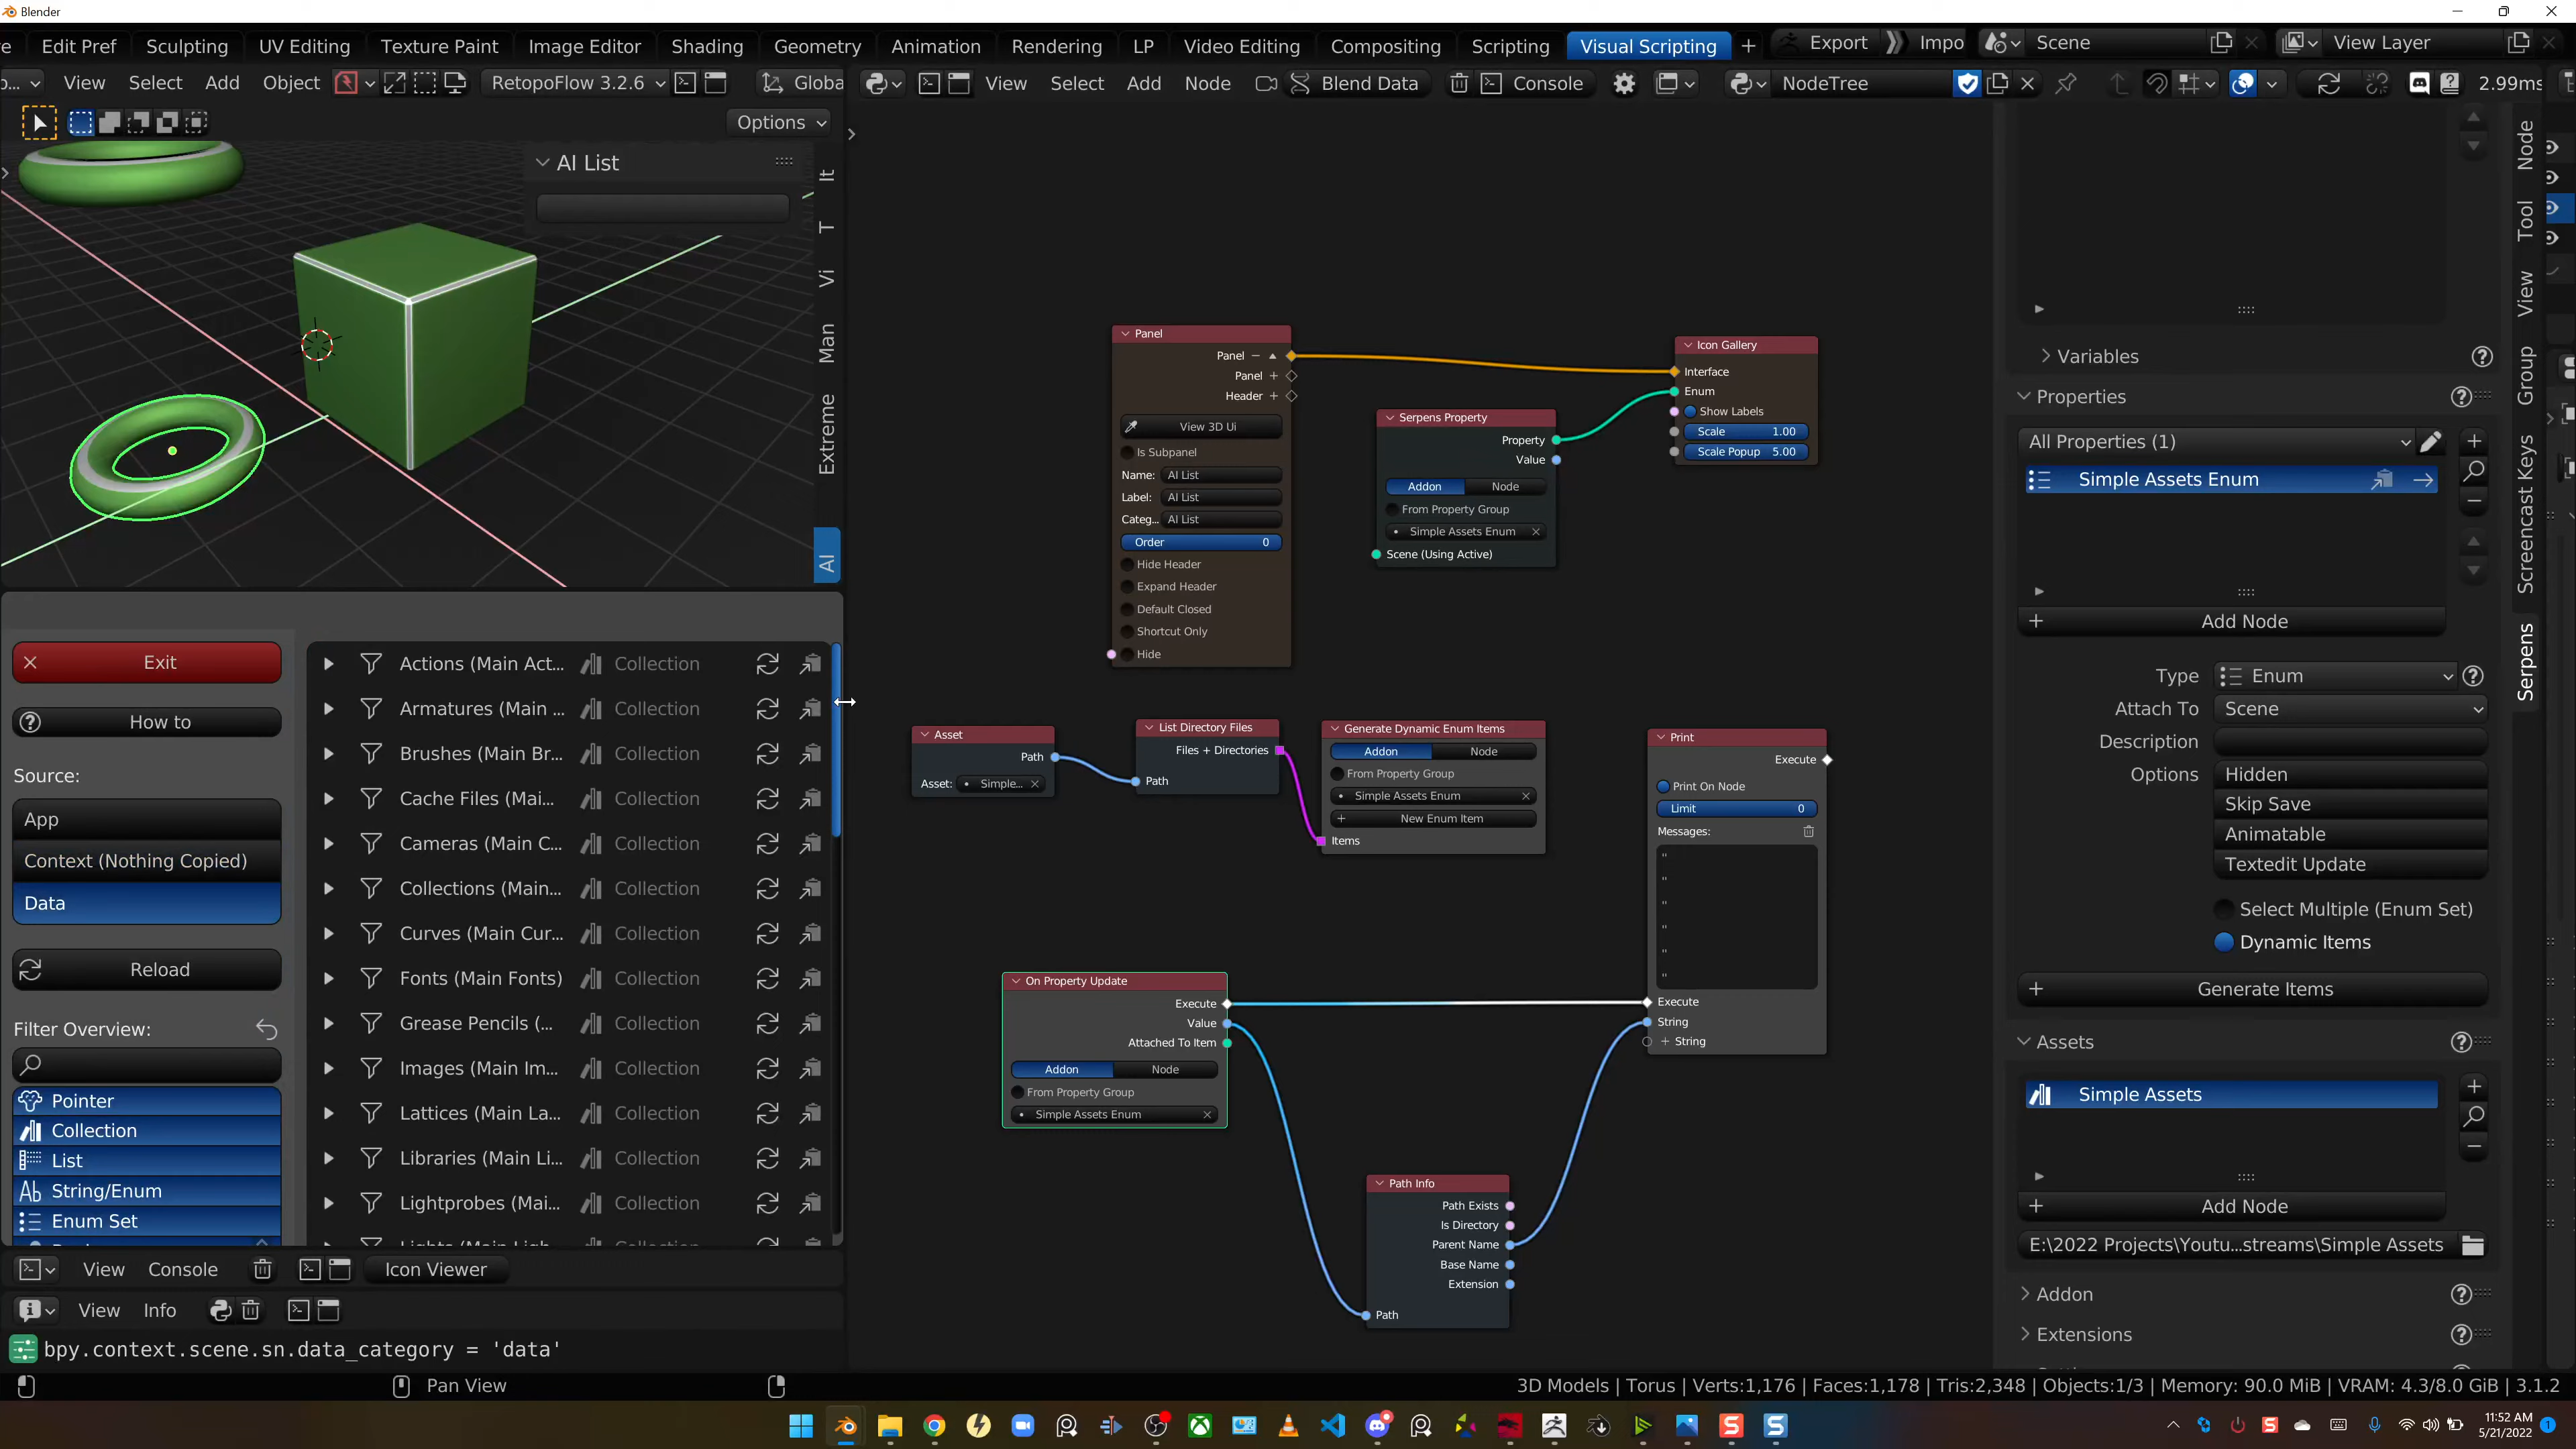 Blender
e Edit Pref Sculpting UV Editing Texture Paint Image Editor Shading Geometry Animation Rendering LP Video Editing Compositing Scripting Visual Scripting + Export Impo Scene View Layer
View Select Add Object RetopoFlow 3.2.6 Globa
View Select Add Node Blend Data Console NodeTree 2.99ms
Options
AI List
It
T
Vi
Man
Extreme
AI
Exit
How to
Source:
App
Context (Nothing Copied)
Data
Reload
Filter Overview:
Pointer
Collection
List
String/Enum
Enum Set
Actions (Main Act... Collection
Armatures (Main ... Collection
Brushes (Main Br... Collection
Cache Files (Mai... Collection
Cameras (Main C... Collection
Collections (Main... Collection
Curves (Main Cur... Collection
Fonts (Main Fonts) Collection
Grease Pencils (... Collection
Images (Main Im... Collection
Lattices (Main La... Collection
Libraries (Main Li... Collection
Lightprobes (Mai... Collection
View Console Icon Viewer
View Info
bpy.context.scene.sn.data_category = 'data'
Panel
Panel
Panel
Header
View 3D Ui
Is Subpanel
Name: AI List
Label: AI List
Categ... AI List
Order 0
Hide Header
Expand Header
Default Closed
Shortcut Only
Hide
Serpens Property
Property
Value
Addon Node
From Property Group
Simple Assets Enum
Scene (Using Active)
Icon Gallery
Interface
Enum
Show Labels
Scale 1.00
Scale Popup 5.00
Asset
Path
Asset: Simple...
List Directory Files
Files + Directories
Path
Generate Dynamic Enum Items
Addon Node
From Property Group
Simple Assets Enum
New Enum Item
Items
Print
Execute
Print On Node
Limit 0
Messages:
"
"
"
"
"
"
Execute
String
+ String
On Property Update
Execute
Value
Attached To Item
Addon Node
From Property Group
Simple Assets Enum
Path Info
Path Exists
Is Directory
Parent Name
Base Name
Extension
Path
Variables
Properties
All Properties (1)
Simple Assets Enum
Add Node
Type Enum
Attach To Scene
Description
Options Hidden
Skip Save
Animatable
Textedit Update
Select Multiple (Enum Set)
Dynamic Items
Generate Items
Assets
Simple Assets
Add Node
E:\2022 Projects\Youtu...streams\Simple Assets
Addon
Extensions
Node
Tool
View
Group
Screencast Keys
Serpens
Pan View
3D Models | Torus | Verts:1,176 | Faces:1,178 | Tris:2,348 | Objects:1/3 | Memory: 90.0 MiB | VRAM: 4.3/8.0 GiB | 3.1.2
11:52 AM
5/21/2022